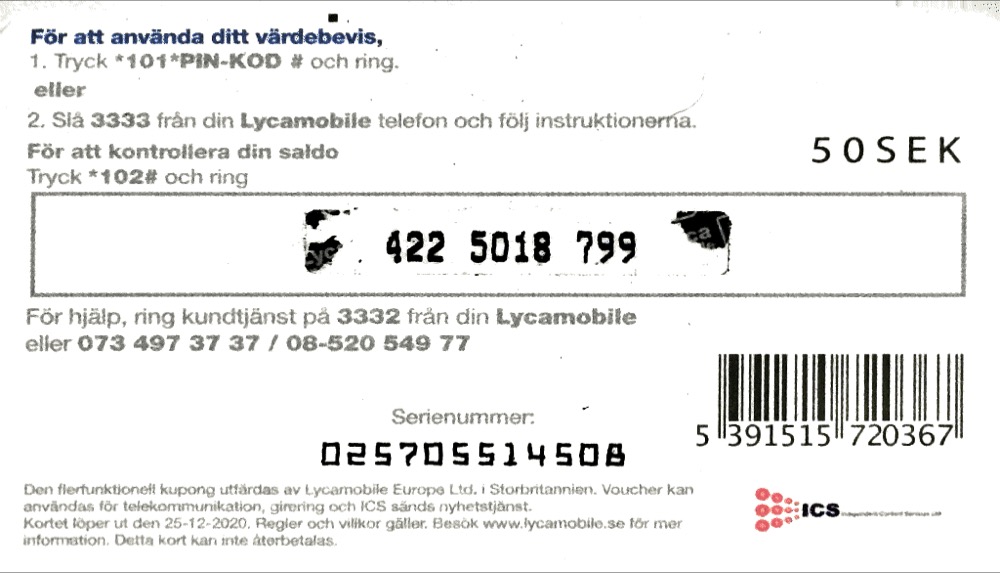 För att använda ditt värdebevis,
1. Tryck *101*PIN-KOD # och ring.
eller
2. Slå 3333 från din Lycamobile telefon och följ instruktionerna.
För att kontrollera din saldo
Tryck *102# och ring
50SEK
422 5018 799
För hjälp, ring kundtjänst på 3332 från din Lycamobile
eller 073 497 37 37 / 08-520 549 77
5 391515 720367
Serienummer:
025705514508
Den flerfunktionell kupong utfärdas av Lycamobile Europe Ltd. i Storbritannien. Voucher kan
användas för telekommunikation, girering och ICS sänds nyhetstjänst.
Kortet löper ut den 25-12-2020. Regler och villkor gäller. Besök www.lycamobile.se för mer
information. Detta kort kan inte återbetalas.
ICS Independent Content Services Ltd